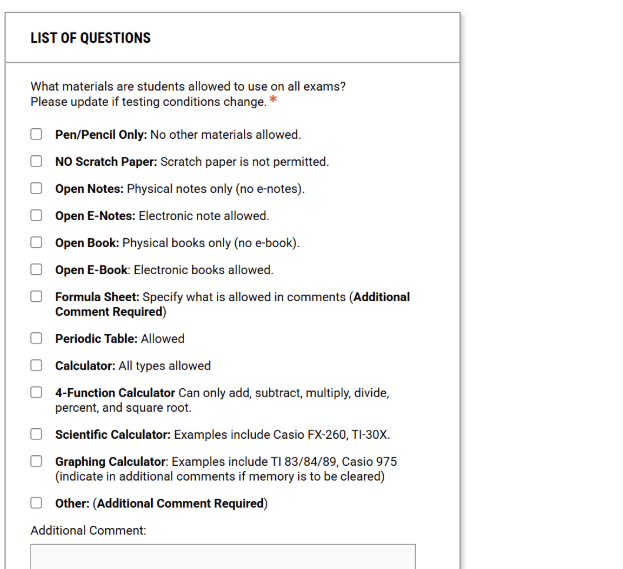 LIST OF QUESTIONS
What materials are students allowed to use on all exams?
Please update if testing conditions change. *
Pen/Pencil Only: No other materials allowed.
NO Scratch Paper: Scratch paper is not permitted.
Open Notes: Physical notes only (no e-notes).
Open E-Notes: Electronic note allowed.
Open Book: Physical books only (no e-book).
Open E-Book: Electronic books allowed.
Formula Sheet: Specify what is allowed in comments (Additional
Comment Required)
Periodic Table: Allowed
Calculator: All types allowed
4-Function Calculator Can only add, subtract, multiply, divide,
percent, and square root.
Scientific Calculator: Examples include Casio FX-260, TI-30X.
Graphing Calculator: Examples include TI 83/84/89, Casio 975
(indicate in additional comments if memory is to be cleared)
Other: (Additional Comment Required)
Additional Comment: